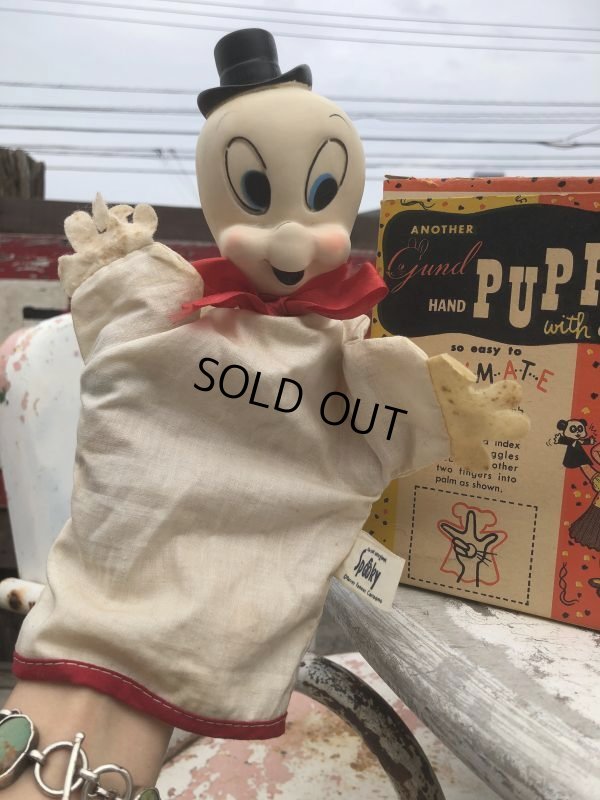 ANOTHER
Gund
HAND PUPP
with
so easy to
M·A·T·E
index
ggles
other
two fingers into
palm as shown.
SOLD OUT
Spooky